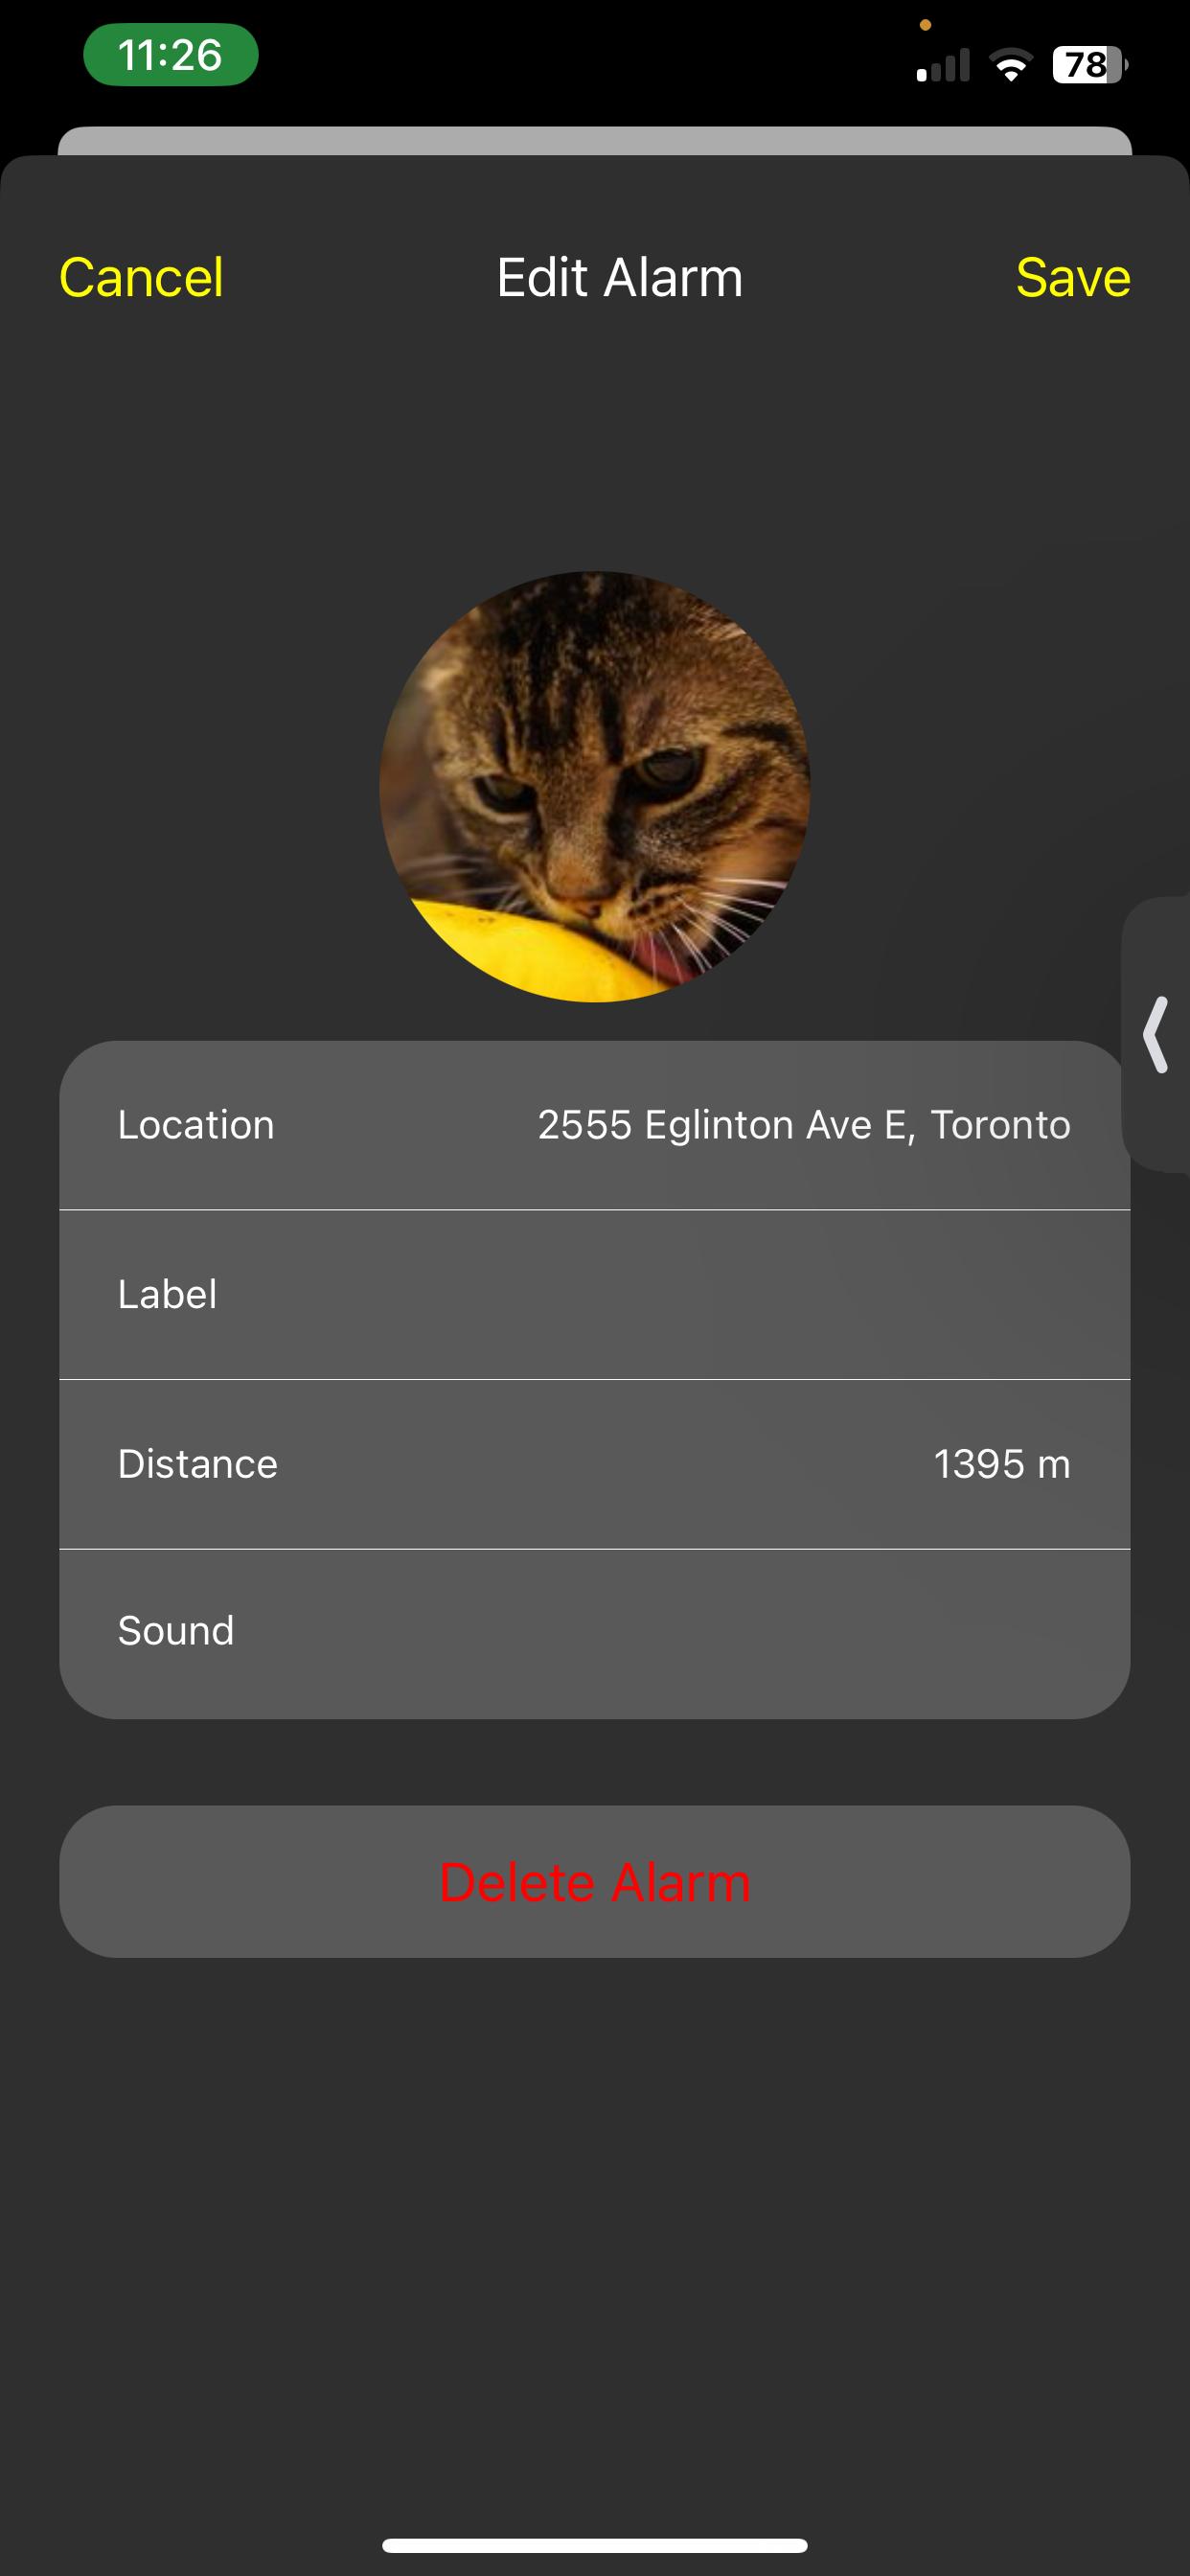 11:26
78
Cancel
Edit Alarm
Save
Location
2555 Eglinton Ave E, Toronto
Label
Distance
1395 m
Sound
Delete Alarm